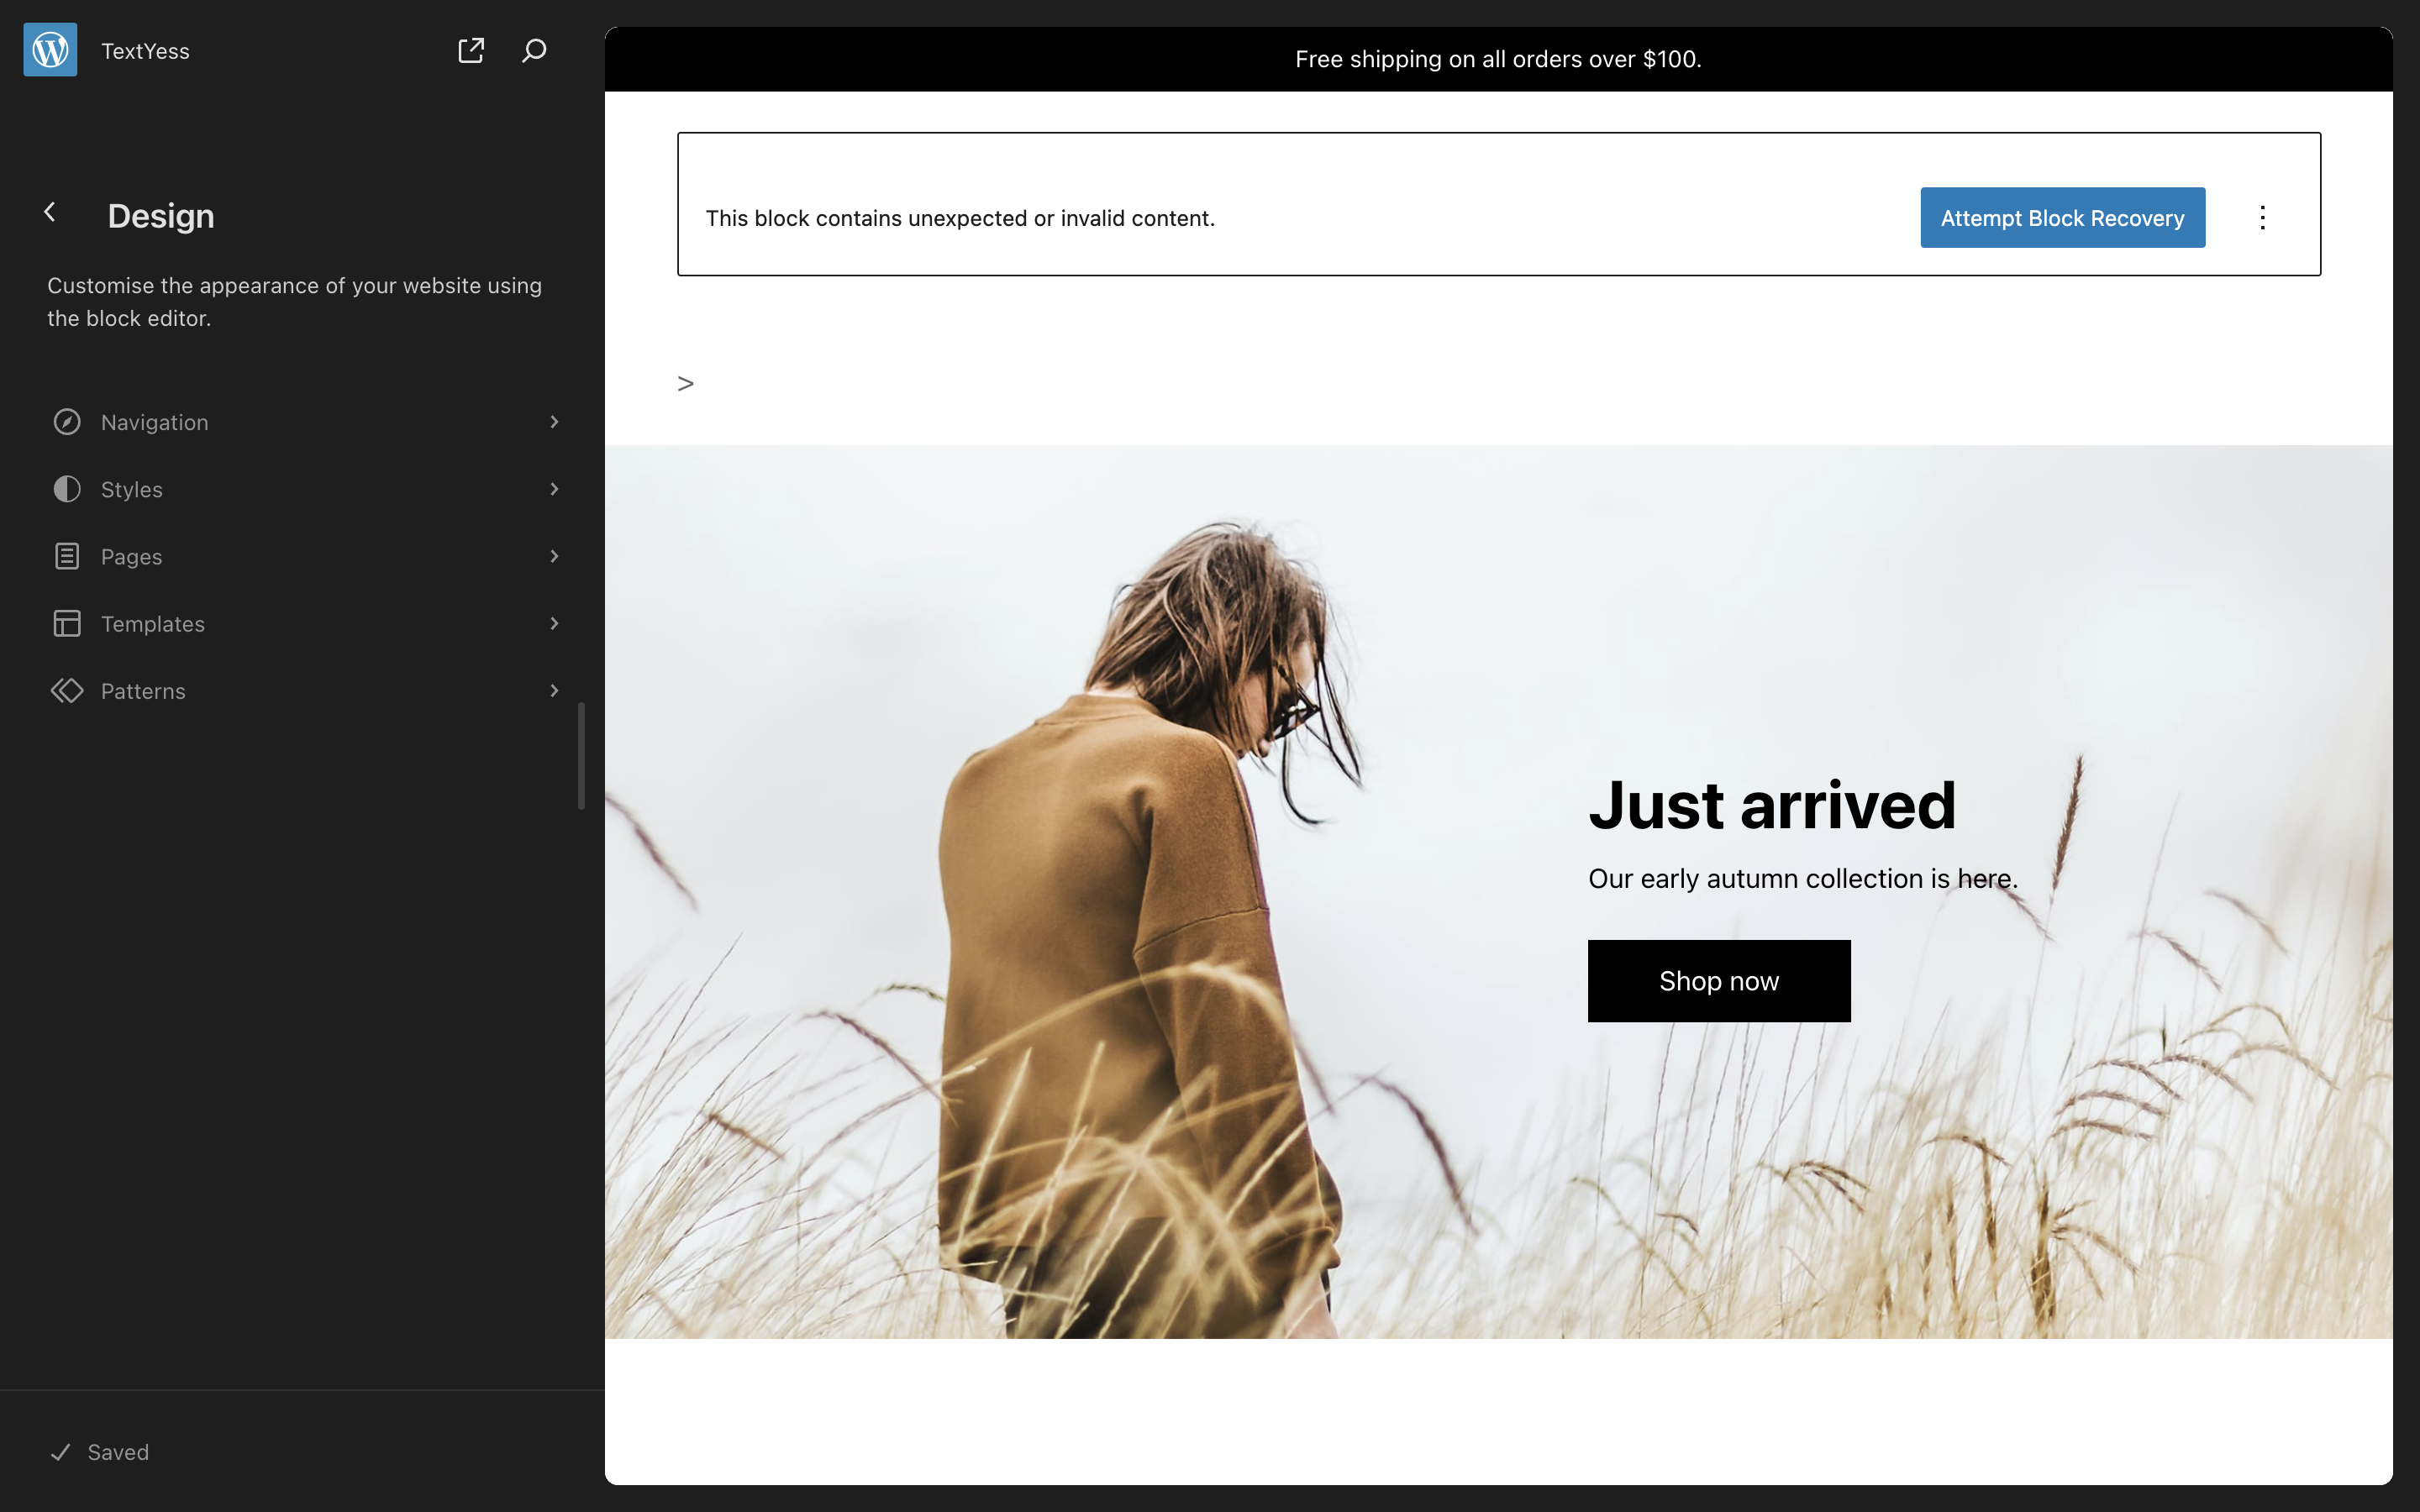 TextYess
Design
Customise the appearance of your website using
the block editor.
Navigation
Styles
Pages
Templates
Patterns
Saved
Free shipping on all orders over $100.
This block contains unexpected or invalid content.
Attempt Block Recovery
>
Just arrived
Our early autumn collection is here.
Shop now